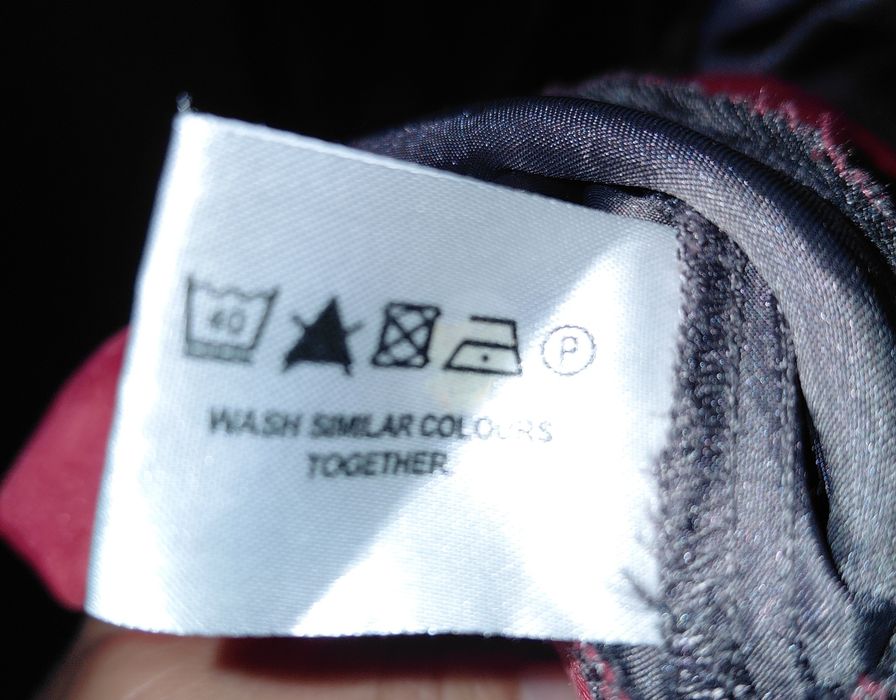 40 P
WASH SIMILAR COLOURS
TOGETHER.